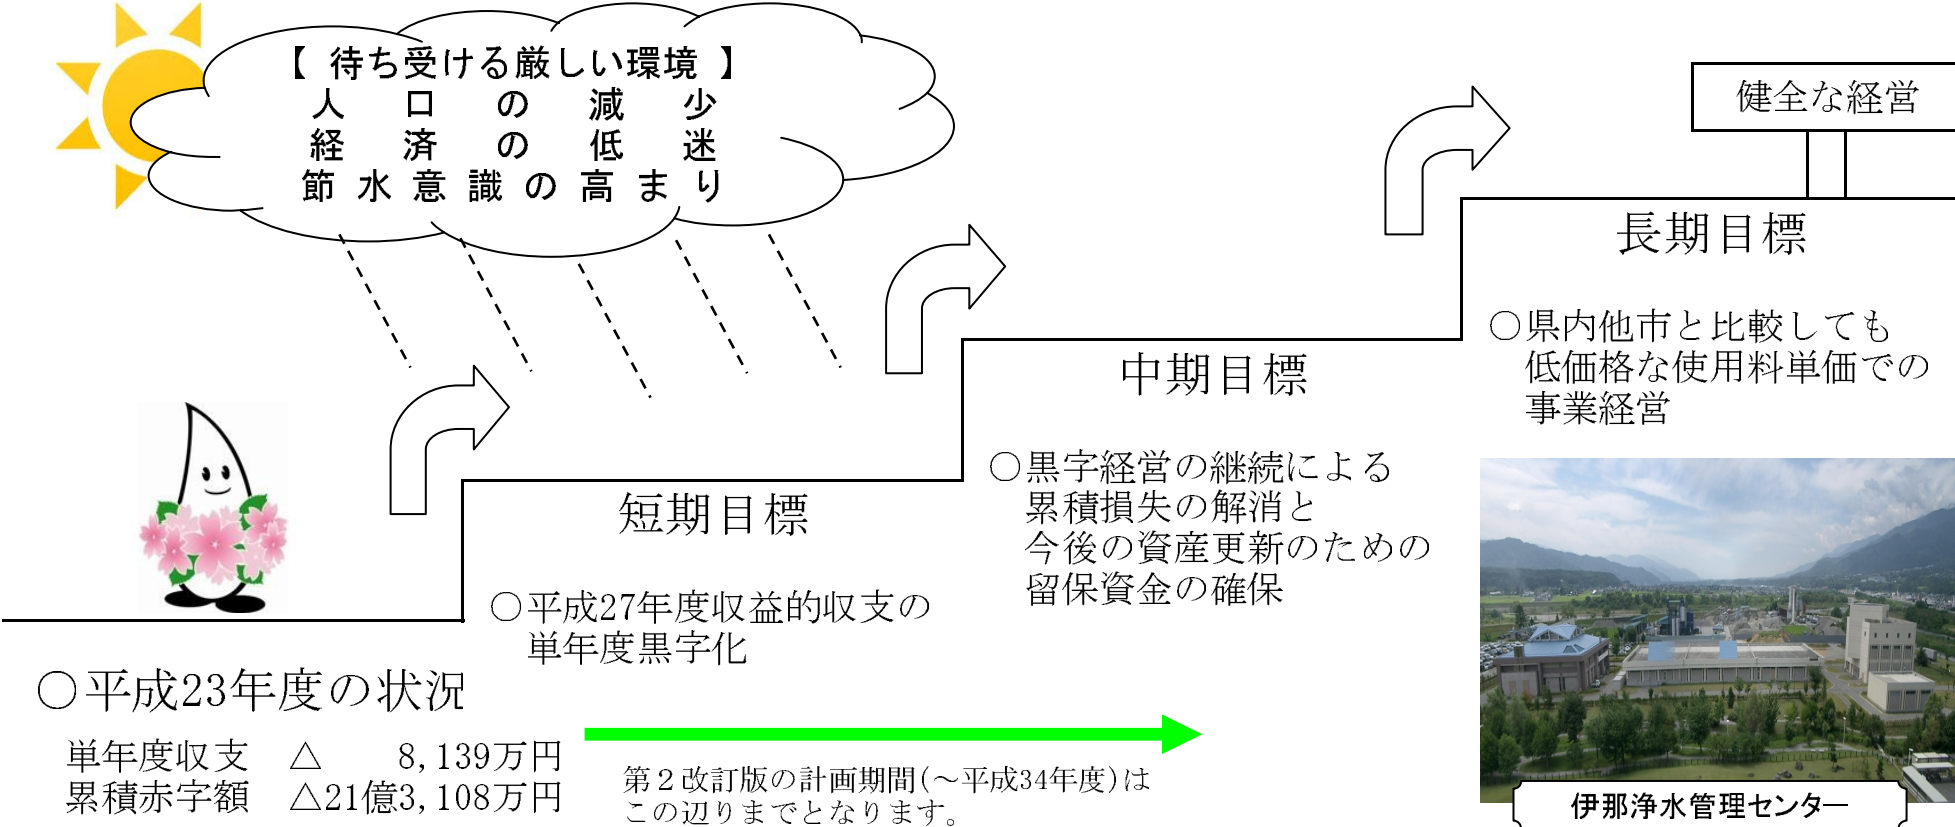 【 待ち受ける厳しい環境 】
人口の減少
経済の低迷
節水意識の高まり
健全な経営
長期目標
○県内他市と比較しても
低価格な使用料単価での
事業経営
中期目標
○黒字経営の継続による
累積損失の解消と
今後の資産更新のための
留保資金の確保
短期目標
○平成27年度収益的収支の
単年度黒字化
○平成23年度の状況
単年度収支 △ 8,139万円
累積赤字額 △21億3,108万円
第２改訂版の計画期間(～平成34年度)は
この辺りまでとなります。
伊那浄水管理センター